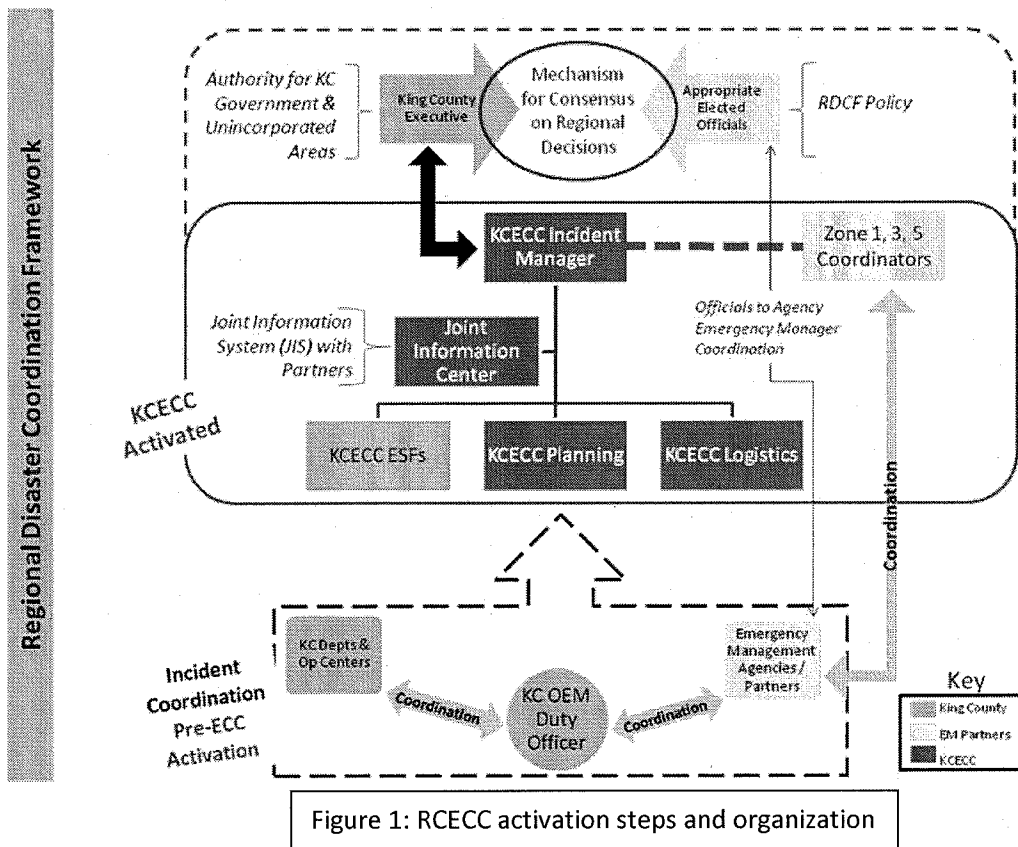 Regional Disaster Coordination Framework
Authority for KC
Government &
Unincorporated
Areas
King County
Executive
Mechanism
for Consensus
on Regional
Decisions
Appropriate
Elected
Officials
RDCF Policy
KCECC Incident
Manager
Zone 1, 3, 5
Coordinators
Joint Information
System (JIS) with
Partners
Joint
Information
Center
Officials to Agency
Emergency Manager
Coordination
KCECC
Activated
KCECC ESFs
KCECC Planning
KCECC Logistics
Coordination
Incident
Coordination
Pre-ECC
Activation
KC Depts &
Op Centers
Coordination
KC OEM
Duty
Officer
Coordination
Emergency
Management
Agencies /
Partners
Key
King County
EM Partners
KCECC
Figure 1: RCECC activation steps and organization